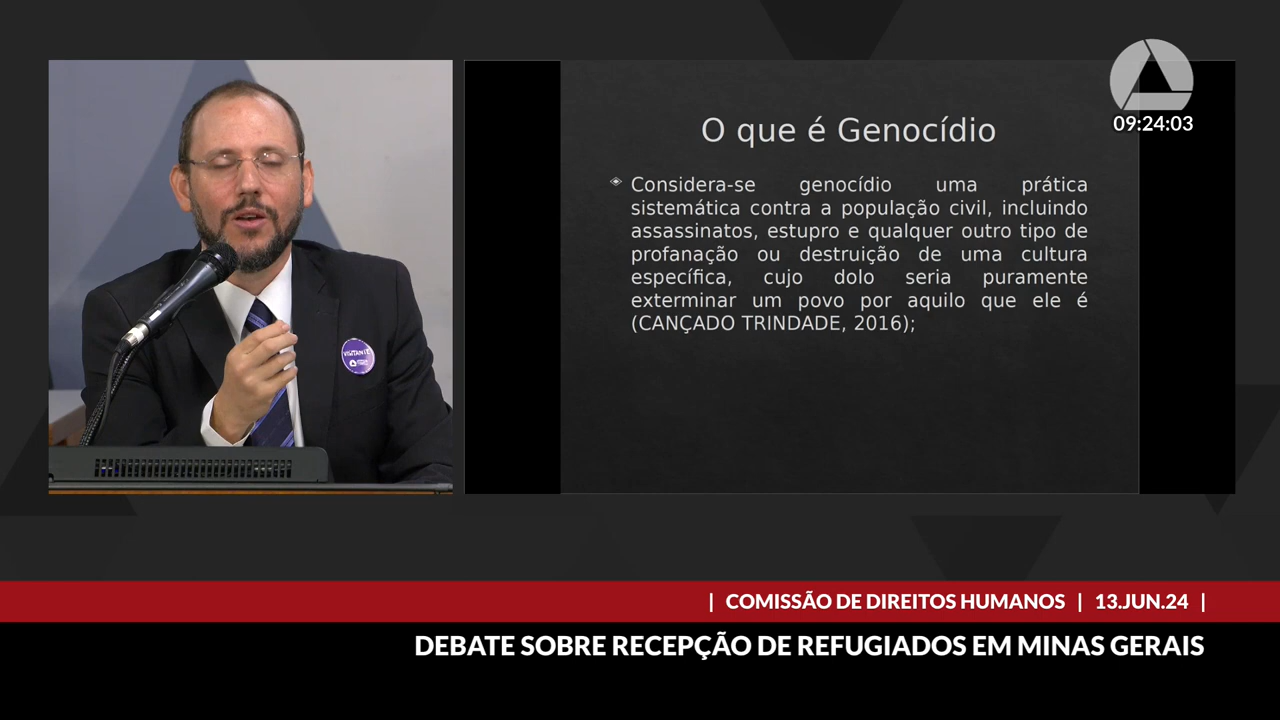 09:24:03
O que é Genocídio
Considera-se genocídio uma prática
sistemática contra a população civil, incluindo
assassinatos, estupro e qualquer outro tipo de
profanação ou destruição de uma cultura
específica, cujo dolo seria puramente
exterminar um povo por aquilo que ele é
(CANÇADO TRINDADE, 2016);
VISITANTE
| COMISSÃO DE DIREITOS HUMANOS | 13.JUN.24 |
DEBATE SOBRE RECEPÇÃO DE REFUGIADOS EM MINAS GERAIS